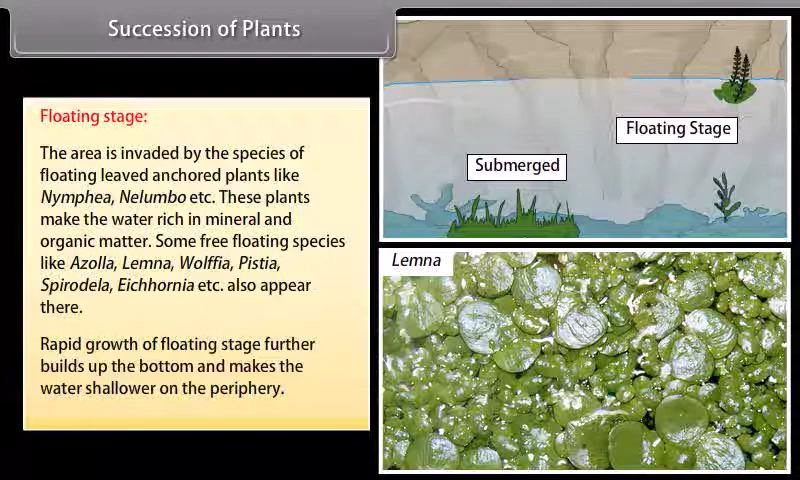 Succession of Plants
Floating stage:
The area is invaded by the species of
floating leaved anchored plants like
Nymphea, Nelumbo etc. These plants
make the water rich in mineral and
organic matter. Some free floating species
like Azolla, Lemna, Wolffia, Pistia,
Spirodela, Eichhornia etc. also appear
there.
Rapid growth of floating stage further
builds up the bottom and makes the
water shallower on the periphery.
Floating Stage
Submerged
Lemna